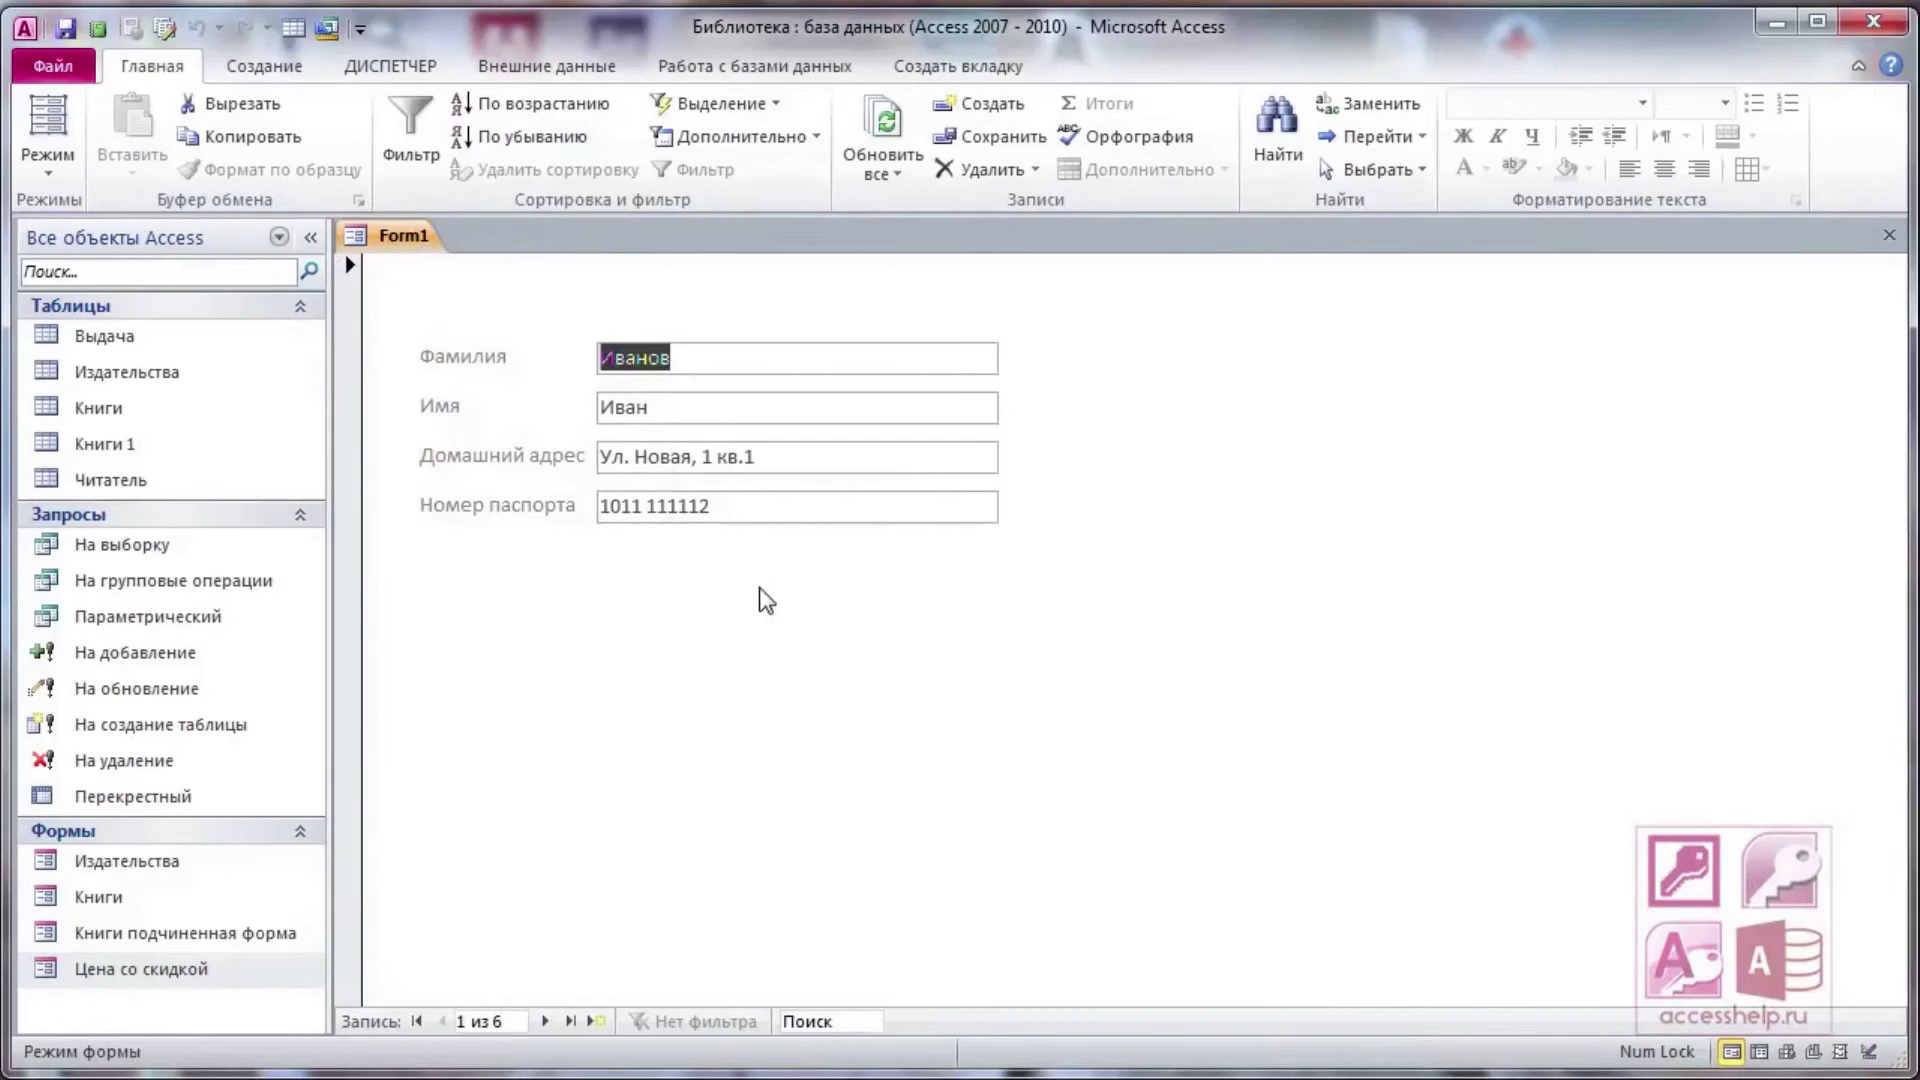 Библиотека : база данных (Access 2007 - 2010) - Microsoft Access
Файл Главная Создание ДИСПЕТЧЕР Внешние данные Работа с базами данных Создать вкладку
Режим
Режимы
Вставить
Вырезать
Копировать
Формат по образцу
Буфер обмена
Фильтр
По возрастанию
По убыванию
Удалить сортировку
Выделение
Дополнительно
Фильтр
Сортировка и фильтр
Обновить
все
Создать
Сохранить
Удалить
Итоги
Орфография
Дополнительно
Записи
Найти
Заменить
Перейти
Выбрать
Найти
Ж К Ч
Форматирование текста
Все объекты Access
Поиск...
Таблицы
Выдача
Издательства
Книги
Книги 1
Читатель
Запросы
На выборку
На групповые операции
Параметрический
На добавление
На обновление
На создание таблицы
На удаление
Перекрестный
Формы
Издательства
Книги
Книги подчиненная форма
Цена со скидкой
Form1
Фамилия Иванов
Имя Иван
Домашний адрес Ул. Новая, 1 кв.1
Номер паспорта 1011 111112
accesshelp.ru
Запись: 1 из 6 Нет фильтра Поиск
Режим формы Num Lock